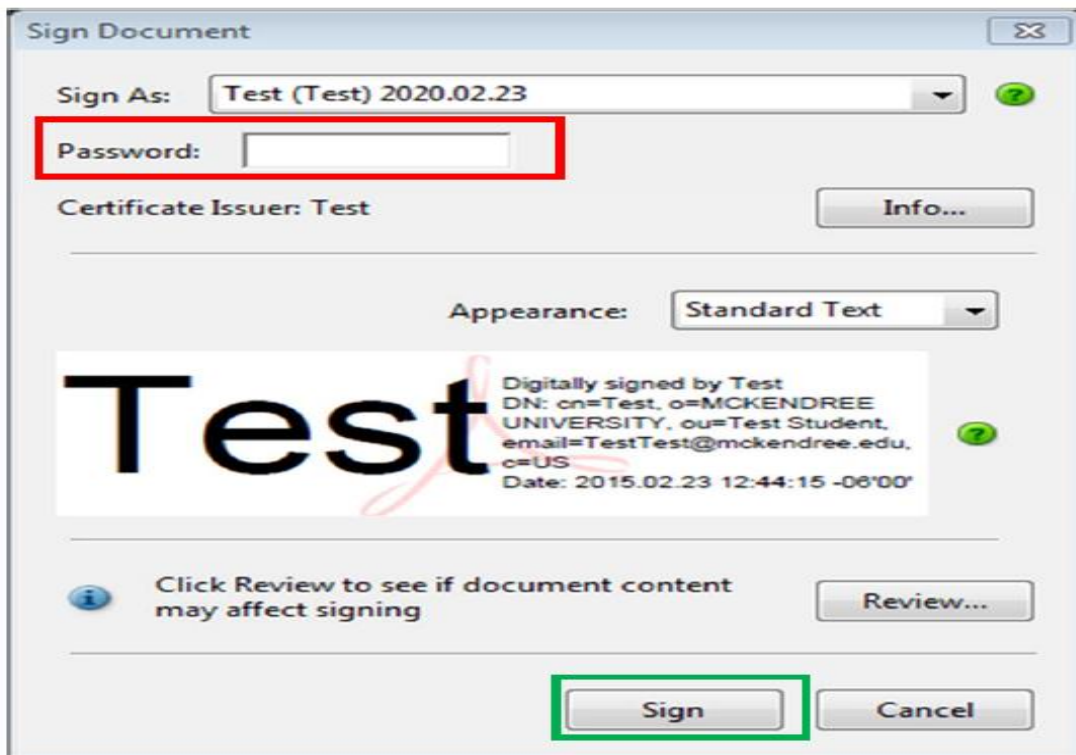 Sign Document
Sign As: Test (Test) 2020.02.23
Password:
Certificate Issuer: Test Info...
Appearance: Standard Text
Test
Digitally signed by Test
DN: cn=Test, o=MCKENDREE
UNIVERSITY, ou=Test Student,
email=TestTest@mckendree.edu,
c=US
Date: 2015.02.23 12:44:15 -06'00'
Click Review to see if document content
may affect signing
Review...
Sign Cancel